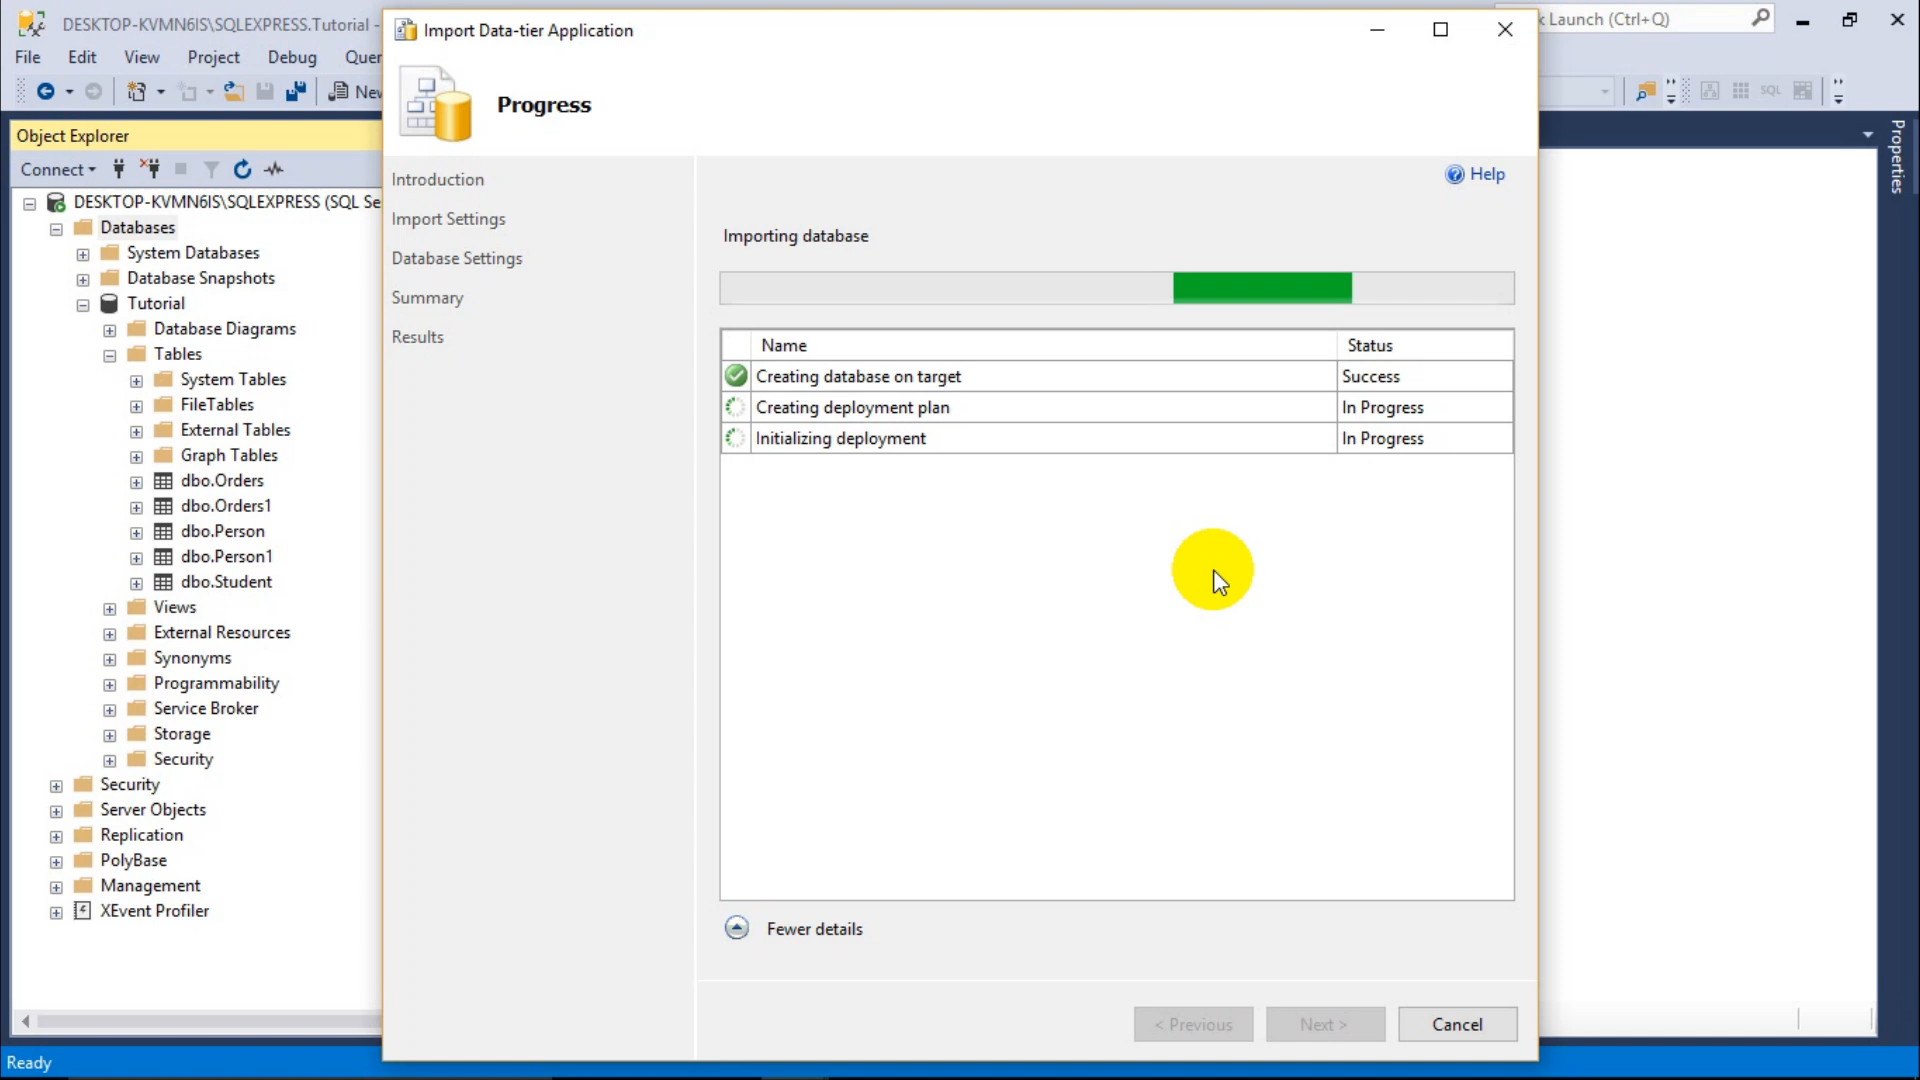 DESKTOP-KVMN6IS\SQLEXPRESS.Tutorial -
Import Data-tier Application
Launch (Ctrl+Q)
File Edit View Project Debug
Progress
Object Explorer
Connect
DESKTOP-KVMN6IS\SQLEXPRESS (SQL Se
Databases
System Databases
Database Snapshots
Tutorial
Database Diagrams
Tables
System Tables
FileTables
External Tables
Graph Tables
dbo.Orders
dbo.Orders1
dbo.Person
dbo.Person1
dbo.Student
Views
External Resources
Synonyms
Programmability
Service Broker
Storage
Security
Security
Server Objects
Replication
PolyBase
Management
XEvent Profiler
Introduction
Import Settings
Database Settings
Summary
Results
Help
Importing database
Name Status
Creating database on target Success
Creating deployment plan In Progress
Initializing deployment In Progress
Fewer details
< Previous Next > Cancel
Properties
SQL
Ready